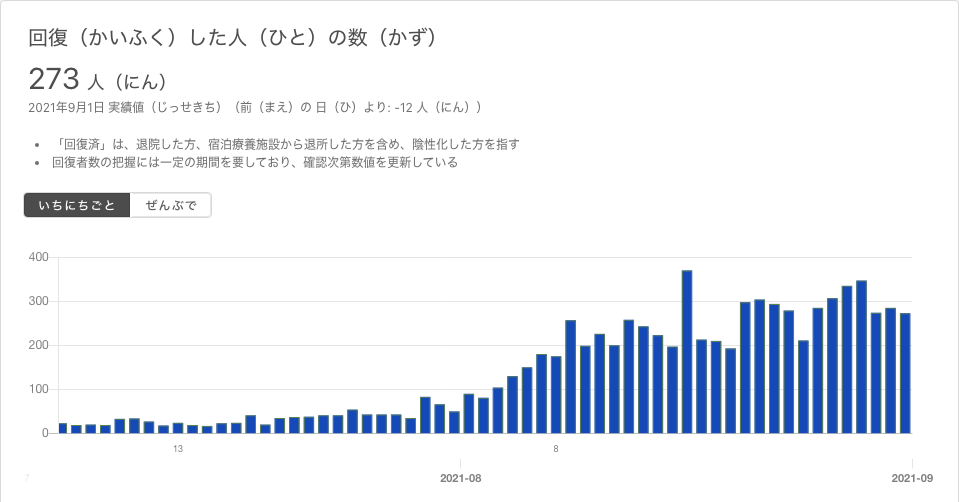 回復（かいふく）した人（ひと）の数（かず）
273 人（にん）
2021年9月1日 実績値（じっせきち）（前（まえ）の 日（ひ）より: -12 人（にん））
• 「回復済」は、退院した方、宿泊療養施設から退所した方を含め、陰性化した方を指す
• 回復者数の把握には一定の期間を要しており、確認次第数値を更新している
いちにちごと ぜんぶで
400
300
200
100
0
13 8
7 2021-08 2021-09